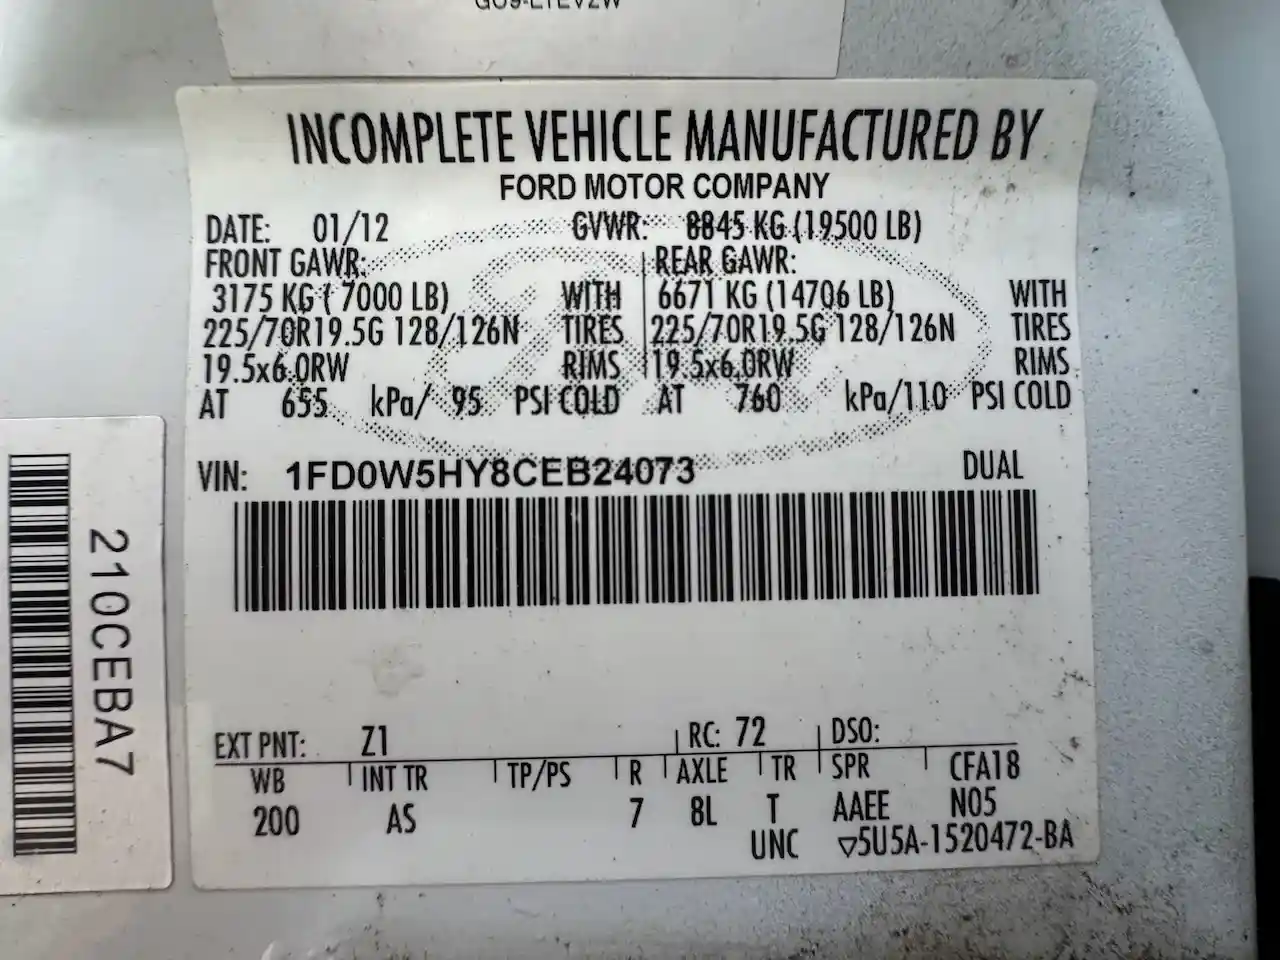 INCOMPLETE VEHICLE MANUFACTURED BY
FORD MOTOR COMPANY
DATE: 01/12 GVWR: 8845 KG (19500 LB)
FRONT GAWR: REAR GAWR:
3175 KG ( 7000 LB) WITH 6671 KG (14706 LB) WITH
225/70R19.5G 128/126N TIRES 225/70R19.5G 128/126N TIRES
19.5x6.0RW RIMS 19.5x6.0RW RIMS
AT 655 kPa/ 95 PSI COLD AT 760 kPa/110 PSI COLD
VIN: 1FD0W5HY8CEB24073 DUAL
EXT PNT: Z1 RC: 72 DSO:
WB INT TR TP/PS R AXLE TR SPR CFA18
200 AS 7 8L T AAEE N05
UNC ▽5U5A-1520472-BA
210CEBA7